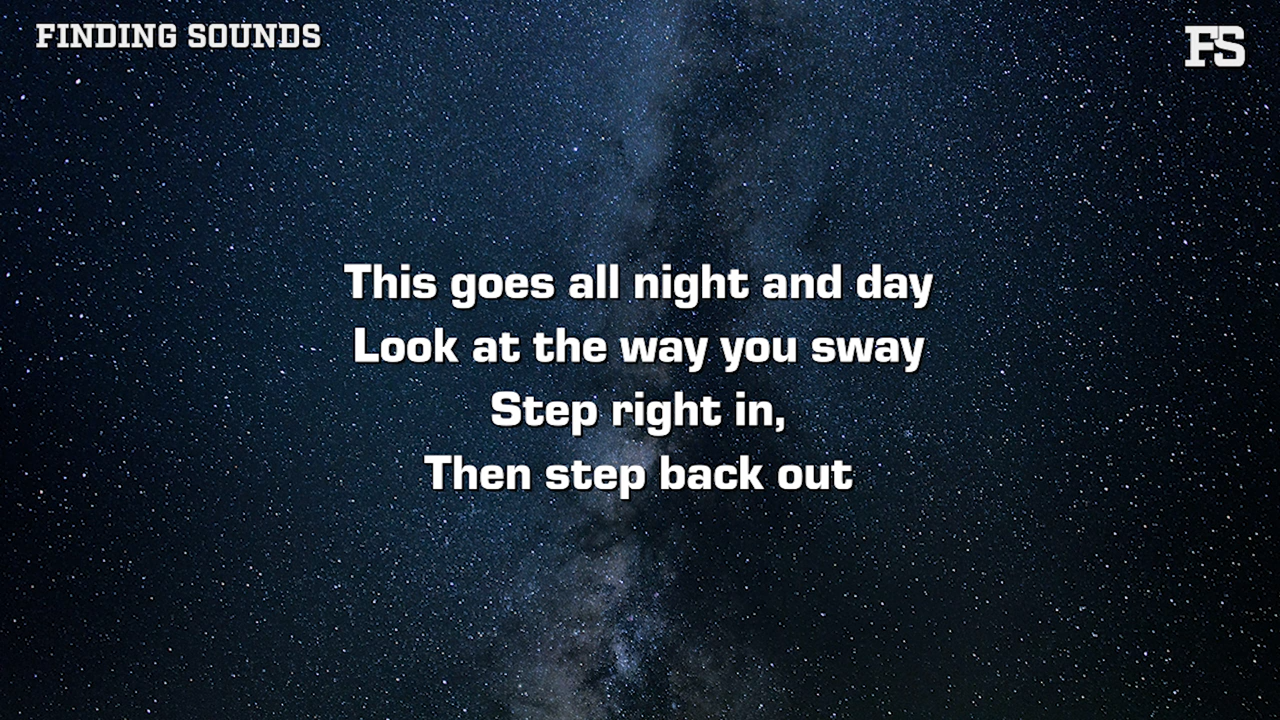 FINDING SOUNDS
FS
This goes all night and day
Look at the way you sway
Step right in,
Then step back out